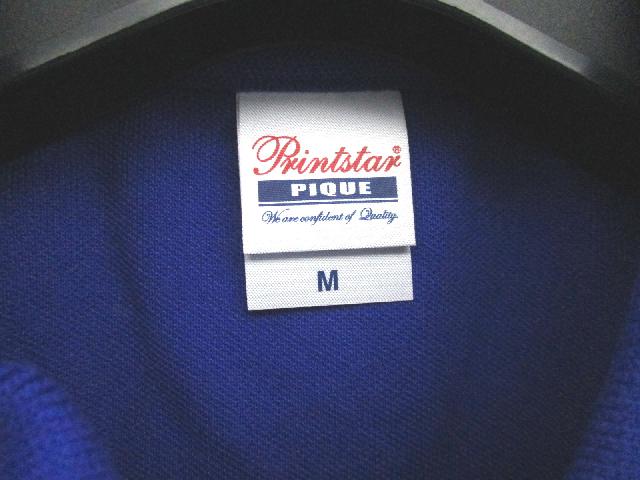 Printstar®
PIQUE
We are confident of Quality.
M